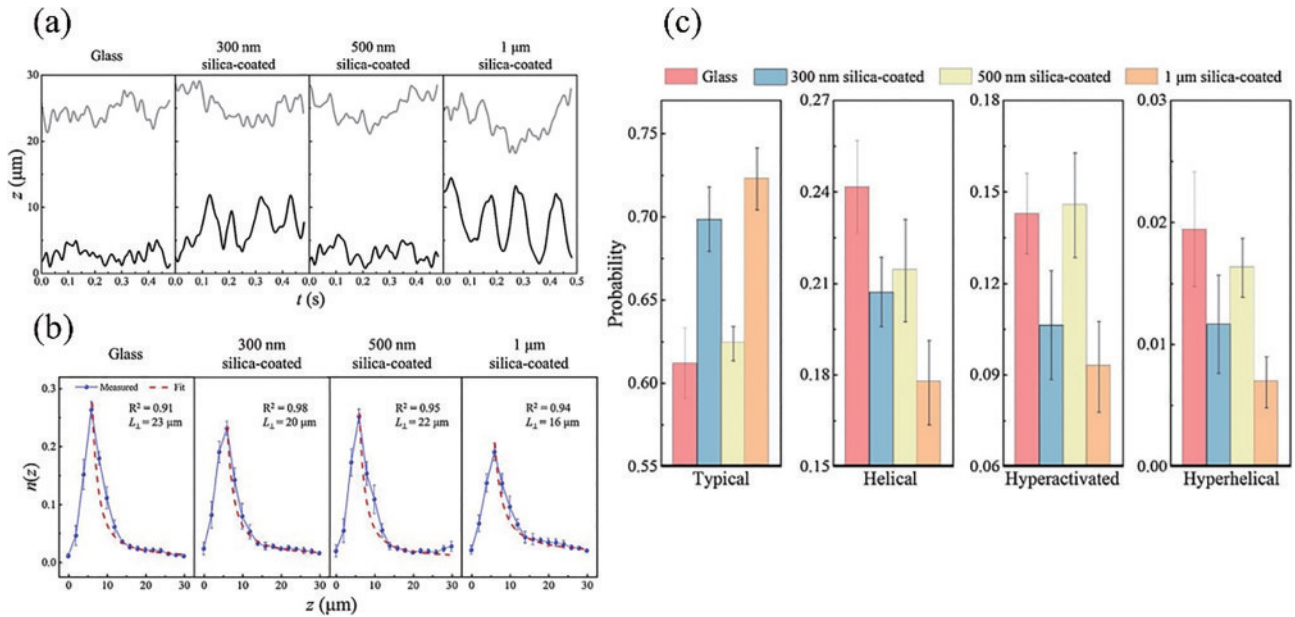 (a)
Glass
300 nm
silica-coated
500 nm
silica-coated
1 μm
silica-coated
30
20
10
0
z (μm)
0.0 0.1 0.2 0.3 0.4 0.0 0.1 0.2 0.3 0.4 0.0 0.1 0.2 0.3 0.4 0.0 0.1 0.2 0.3 0.4 0.5
t (s)
(b)
Glass
300 nm
silica-coated
500 nm
silica-coated
1 μm
silica-coated
Measured Fit
R² = 0.91
L⊥ = 23 μm
R² = 0.98
L⊥ = 20 μm
R² = 0.95
L⊥ = 22 μm
R² = 0.94
L⊥ = 16 μm
0.3
0.2
0.1
0.0
n(z)
0 10 20 30 0 10 20 30 0 10 20 30 0 10 20 30
z (μm)
(c)
Glass 300 nm silica-coated 500 nm silica-coated 1 μm silica-coated
Probability
0.75
0.70
0.65
0.60
0.55
Typical
0.27
0.24
0.21
0.18
0.15
Helical
0.18
0.15
0.12
0.09
0.06
Hyperactivated
0.03
0.02
0.01
0.00
Hyperhelical